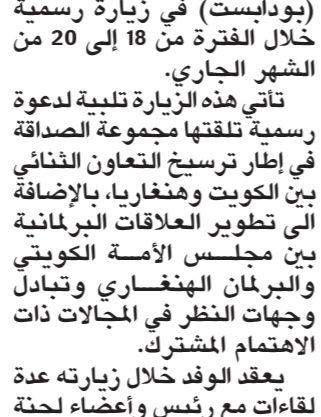 (بودابست) في زيارة رسمية
خلال الفترة من 18 إلى 20 من
الشهر الجاري.
تأتي هذه الزيارة تلبية لدعوة
رسمية تلقتها مجموعة الصداقة
في إطار ترسيخ التعاون الثنائي
بين الكويت وهنغاريا، بالإضافة
الى تطوير العلاقات البرلمانية
بين مجلس الأمة الكويتي
والبرلمان الهنغاري وتبادل
وجهات النظر في المجالات ذات
الاهتمام المشترك.
يعقد الوفد خلال زيارته عدة
لقاءات مع رئيس وأعضاء لجنة